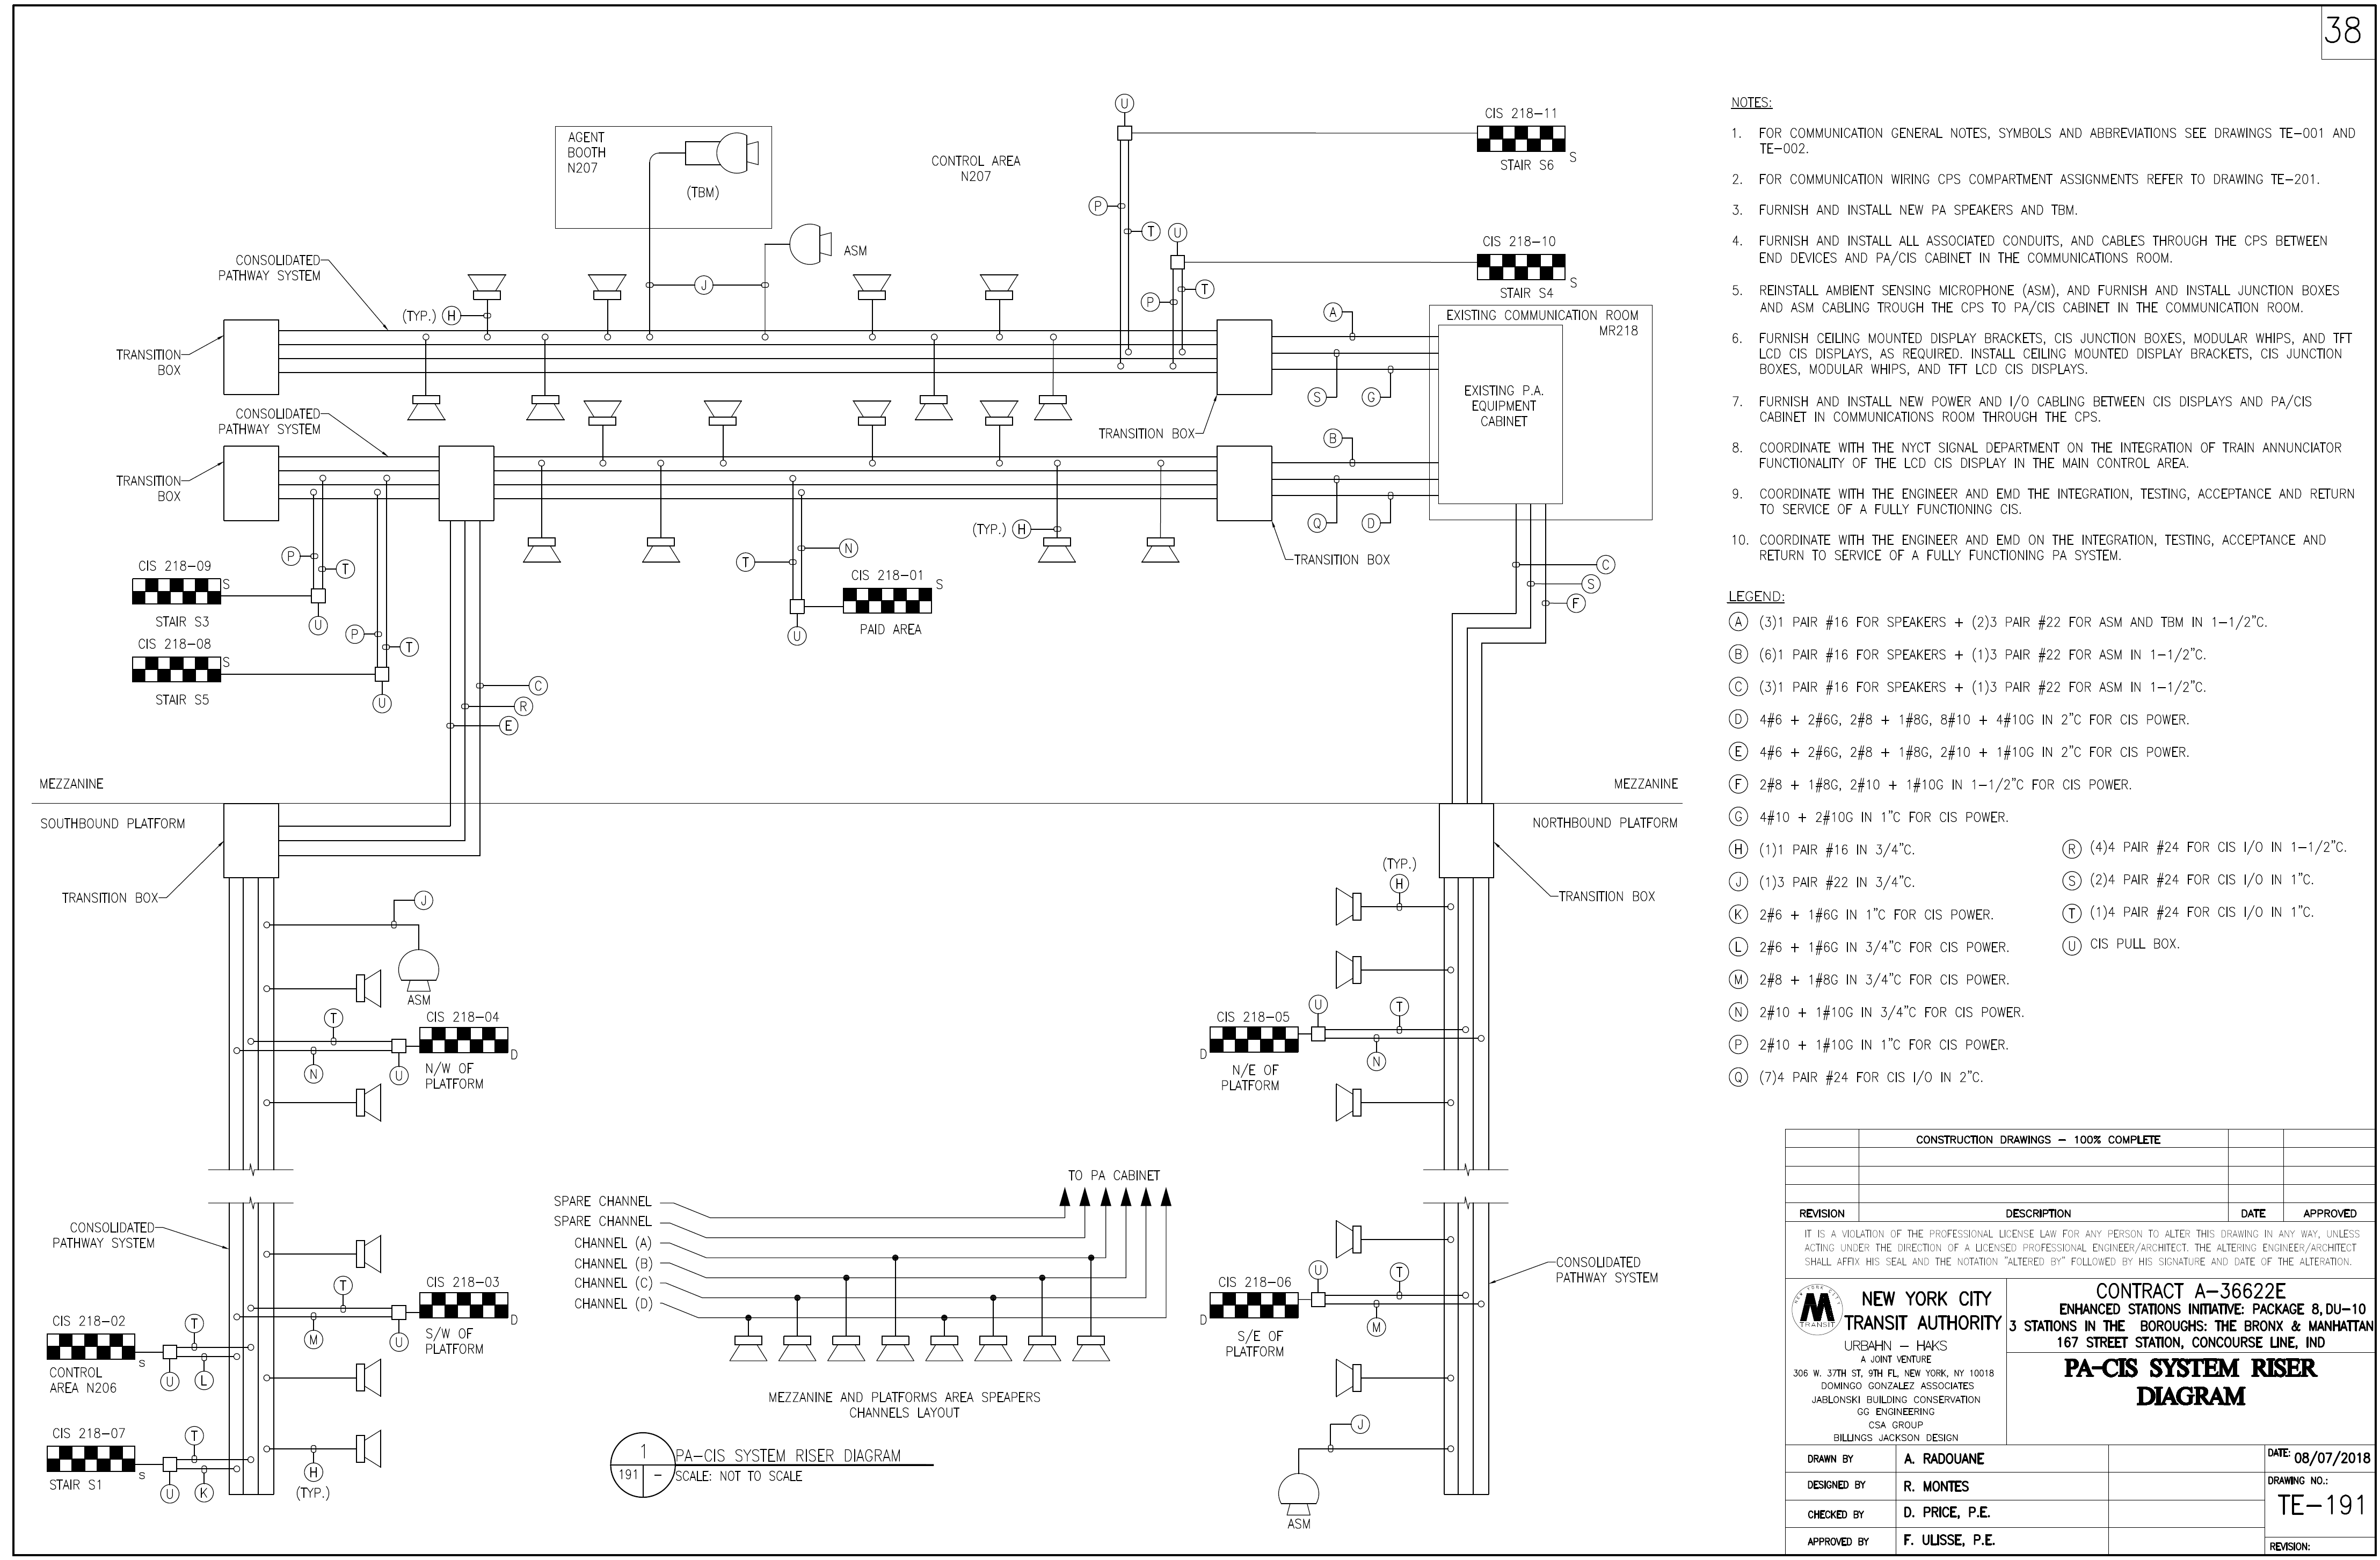 38
AGENT
BOOTH
N207
(TBM)
CONTROL AREA
N207
ASM
U
CIS 218-11
S
STAIR S6
P
T
U
CIS 218-10
S
STAIR S4
P
T
CONSOLIDATED
PATHWAY SYSTEM
(TYP.) H
J
TRANSITION
BOX
A
EXISTING COMMUNICATION ROOM
MR218
S
G
EXISTING P.A.
EQUIPMENT
CABINET
TRANSITION BOX
CONSOLIDATED
PATHWAY SYSTEM
TRANSITION
BOX
B
Q
D
(TYP.) H
TRANSITION BOX
P
T
CIS 218-09
S
STAIR S3
U
P
T
CIS 218-08
S
STAIR S5
U
T
N
CIS 218-01
S
PAID AREA
U
C
R
E
C
S
F
MEZZANINE
MEZZANINE
SOUTHBOUND PLATFORM
NORTHBOUND PLATFORM
TRANSITION BOX
TRANSITION BOX
J
ASM
T
CIS 218-04
D
N
U
N/W OF
PLATFORM
CONSOLIDATED
PATHWAY SYSTEM
T
CIS 218-03
D
M
U
S/W OF
PLATFORM
CIS 218-02
T
S
CONTROL
AREA N206
U
L
CIS 218-07
T
S
STAIR S1
U
K
H
(TYP.)
(TYP.)
H
CIS 218-05
U
T
D
N
N/E OF
PLATFORM
CIS 218-06
U
T
D
M
S/E OF
PLATFORM
CONSOLIDATED
PATHWAY SYSTEM
J
ASM
TO PA CABINET
SPARE CHANNEL
SPARE CHANNEL
CHANNEL (A)
CHANNEL (B)
CHANNEL (C)
CHANNEL (D)
MEZZANINE AND PLATFORMS AREA SPEAPERS
CHANNELS LAYOUT
1
191 -
PA-CIS SYSTEM RISER DIAGRAM
SCALE: NOT TO SCALE
NOTES:
1. FOR COMMUNICATION GENERAL NOTES, SYMBOLS AND ABBREVIATIONS SEE DRAWINGS TE-001 AND
TE-002.
2. FOR COMMUNICATION WIRING CPS COMPARTMENT ASSIGNMENTS REFER TO DRAWING TE-201.
3. FURNISH AND INSTALL NEW PA SPEAKERS AND TBM.
4. FURNISH AND INSTALL ALL ASSOCIATED CONDUITS, AND CABLES THROUGH THE CPS BETWEEN
END DEVICES AND PA/CIS CABINET IN THE COMMUNICATIONS ROOM.
5. REINSTALL AMBIENT SENSING MICROPHONE (ASM), AND FURNISH AND INSTALL JUNCTION BOXES
AND ASM CABLING TROUGH THE CPS TO PA/CIS CABINET IN THE COMMUNICATION ROOM.
6. FURNISH CEILING MOUNTED DISPLAY BRACKETS, CIS JUNCTION BOXES, MODULAR WHIPS, AND TFT
LCD CIS DISPLAYS, AS REQUIRED. INSTALL CEILING MOUNTED DISPLAY BRACKETS, CIS JUNCTION
BOXES, MODULAR WHIPS, AND TFT LCD CIS DISPLAYS.
7. FURNISH AND INSTALL NEW POWER AND I/O CABLING BETWEEN CIS DISPLAYS AND PA/CIS
CABINET IN COMMUNICATIONS ROOM THROUGH THE CPS.
8. COORDINATE WITH THE NYCT SIGNAL DEPARTMENT ON THE INTEGRATION OF TRAIN ANNUNCIATOR
FUNCTIONALITY OF THE LCD CIS DISPLAY IN THE MAIN CONTROL AREA.
9. COORDINATE WITH THE ENGINEER AND EMD THE INTEGRATION, TESTING, ACCEPTANCE AND RETURN
TO SERVICE OF A FULLY FUNCTIONING CIS.
10. COORDINATE WITH THE ENGINEER AND EMD ON THE INTEGRATION, TESTING, ACCEPTANCE AND
RETURN TO SERVICE OF A FULLY FUNCTIONING PA SYSTEM.
LEGEND:
A (3)1 PAIR #16 FOR SPEAKERS + (2)3 PAIR #22 FOR ASM AND TBM IN 1-1/2"C.
B (6)1 PAIR #16 FOR SPEAKERS + (1)3 PAIR #22 FOR ASM IN 1-1/2"C.
C (3)1 PAIR #16 FOR SPEAKERS + (1)3 PAIR #22 FOR ASM IN 1-1/2"C.
D 4#6 + 2#6G, 2#8 + 1#8G, 8#10 + 4#10G IN 2"C FOR CIS POWER.
E 4#6 + 2#6G, 2#8 + 1#8G, 2#10 + 1#10G IN 2"C FOR CIS POWER.
F 2#8 + 1#8G, 2#10 + 1#10G IN 1-1/2"C FOR CIS POWER.
G 4#10 + 2#10G IN 1"C FOR CIS POWER.
H (1)1 PAIR #16 IN 3/4"C.
J (1)3 PAIR #22 IN 3/4"C.
K 2#6 + 1#6G IN 1"C FOR CIS POWER.
L 2#6 + 1#6G IN 3/4"C FOR CIS POWER.
M 2#8 + 1#8G IN 3/4"C FOR CIS POWER.
N 2#10 + 1#10G IN 3/4"C FOR CIS POWER.
P 2#10 + 1#10G IN 1"C FOR CIS POWER.
Q (7)4 PAIR #24 FOR CIS I/O IN 2"C.
R (4)4 PAIR #24 FOR CIS I/O IN 1-1/2"C.
S (2)4 PAIR #24 FOR CIS I/O IN 1"C.
T (1)4 PAIR #24 FOR CIS I/O IN 1"C.
U CIS PULL BOX.
CONSTRUCTION DRAWINGS - 100% COMPLETE
REVISION DESCRIPTION DATE APPROVED
IT IS A VIOLATION OF THE PROFESSIONAL LICENSE LAW FOR ANY PERSON TO ALTER THIS DRAWING IN ANY WAY, UNLESS
ACTING UNDER THE DIRECTION OF A LICENSED PROFESSIONAL ENGINEER/ARCHITECT. THE ALTERING ENGINEER/ARCHITECT
SHALL AFFIX HIS SEAL AND THE NOTATION "ALTERED BY" FOLLOWED BY HIS SIGNATURE AND DATE OF THE ALTERATION.
NEW YORK CITY
M
TRANSIT
NEW YORK CITY
TRANSIT AUTHORITY
URBAHN - HAKS
A JOINT VENTURE
306 W. 37TH ST, 9TH FL, NEW YORK, NY 10018
DOMINGO GONZALEZ ASSOCIATES
JABLONSKI BUILDING CONSERVATION
GG ENGINEERING
CSA GROUP
BILLINGS JACKSON DESIGN
CONTRACT A-36622E
ENHANCED STATIONS INITIATIVE: PACKAGE 8, DU-10
3 STATIONS IN THE BOROUGHS: THE BRONX & MANHATTAN
167 STREET STATION, CONCOURSE LINE, IND
PA-CIS SYSTEM RISER
DIAGRAM
DRAWN BY A. RADOUANE
DESIGNED BY R. MONTES
CHECKED BY D. PRICE, P.E.
APPROVED BY F. ULISSE, P.E.
DATE: 08/07/2018
DRAWING NO.:
TE-191
REVISION: